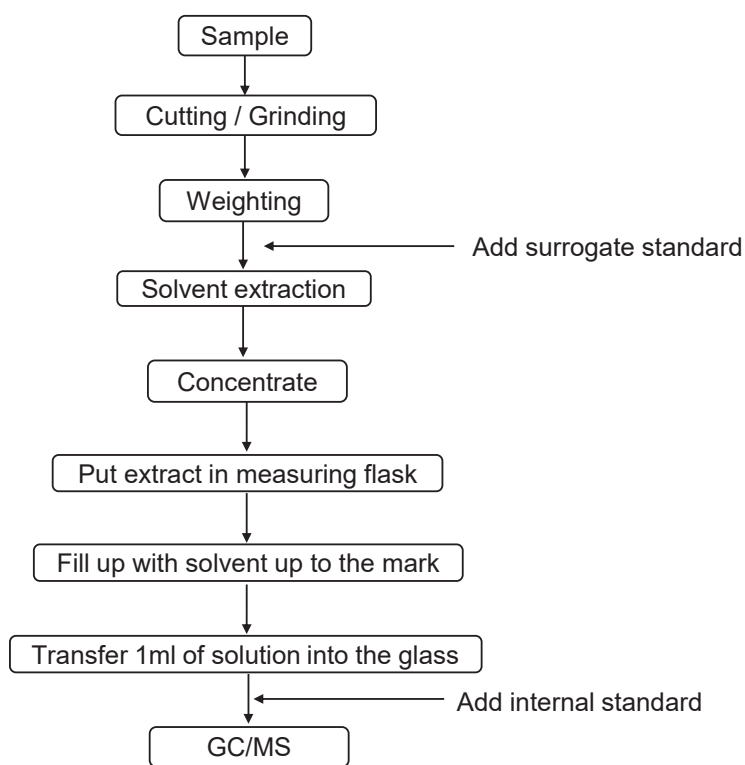 Sample
Cutting / Grinding
Weighting
Add surrogate standard
Solvent extraction
Concentrate
Put extract in measuring flask
Fill up with solvent up to the mark
Transfer 1ml of solution into the glass
Add internal standard
GC/MS